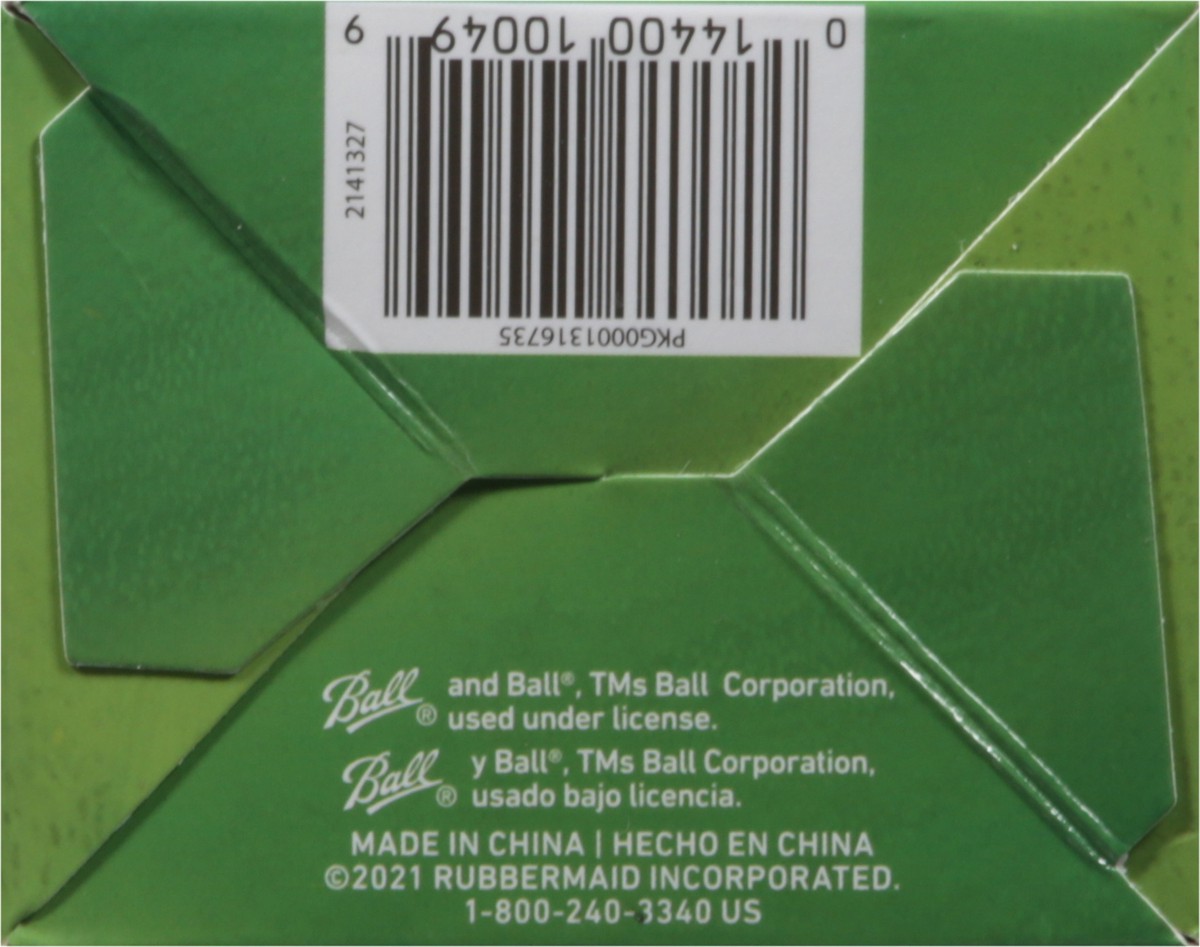 0 14400 10049 9
2141327
PKG0001316735
Ball® and Ball®, TMs Ball Corporation,
used under license.
Ball® y Ball®, TMs Ball Corporation,
usado bajo licencia.
MADE IN CHINA | HECHO EN CHINA
©2021 RUBBERMAID INCORPORATED.
1-800-240-3340 US